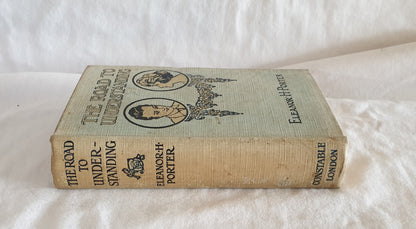 THE ROAD TO
UNDERSTANDING
ELEANOR·H·PORTER
THE ROAD
TO
UNDER-
STANDING
ELEANOR·H·
PORTER
CONSTABLE
LONDON